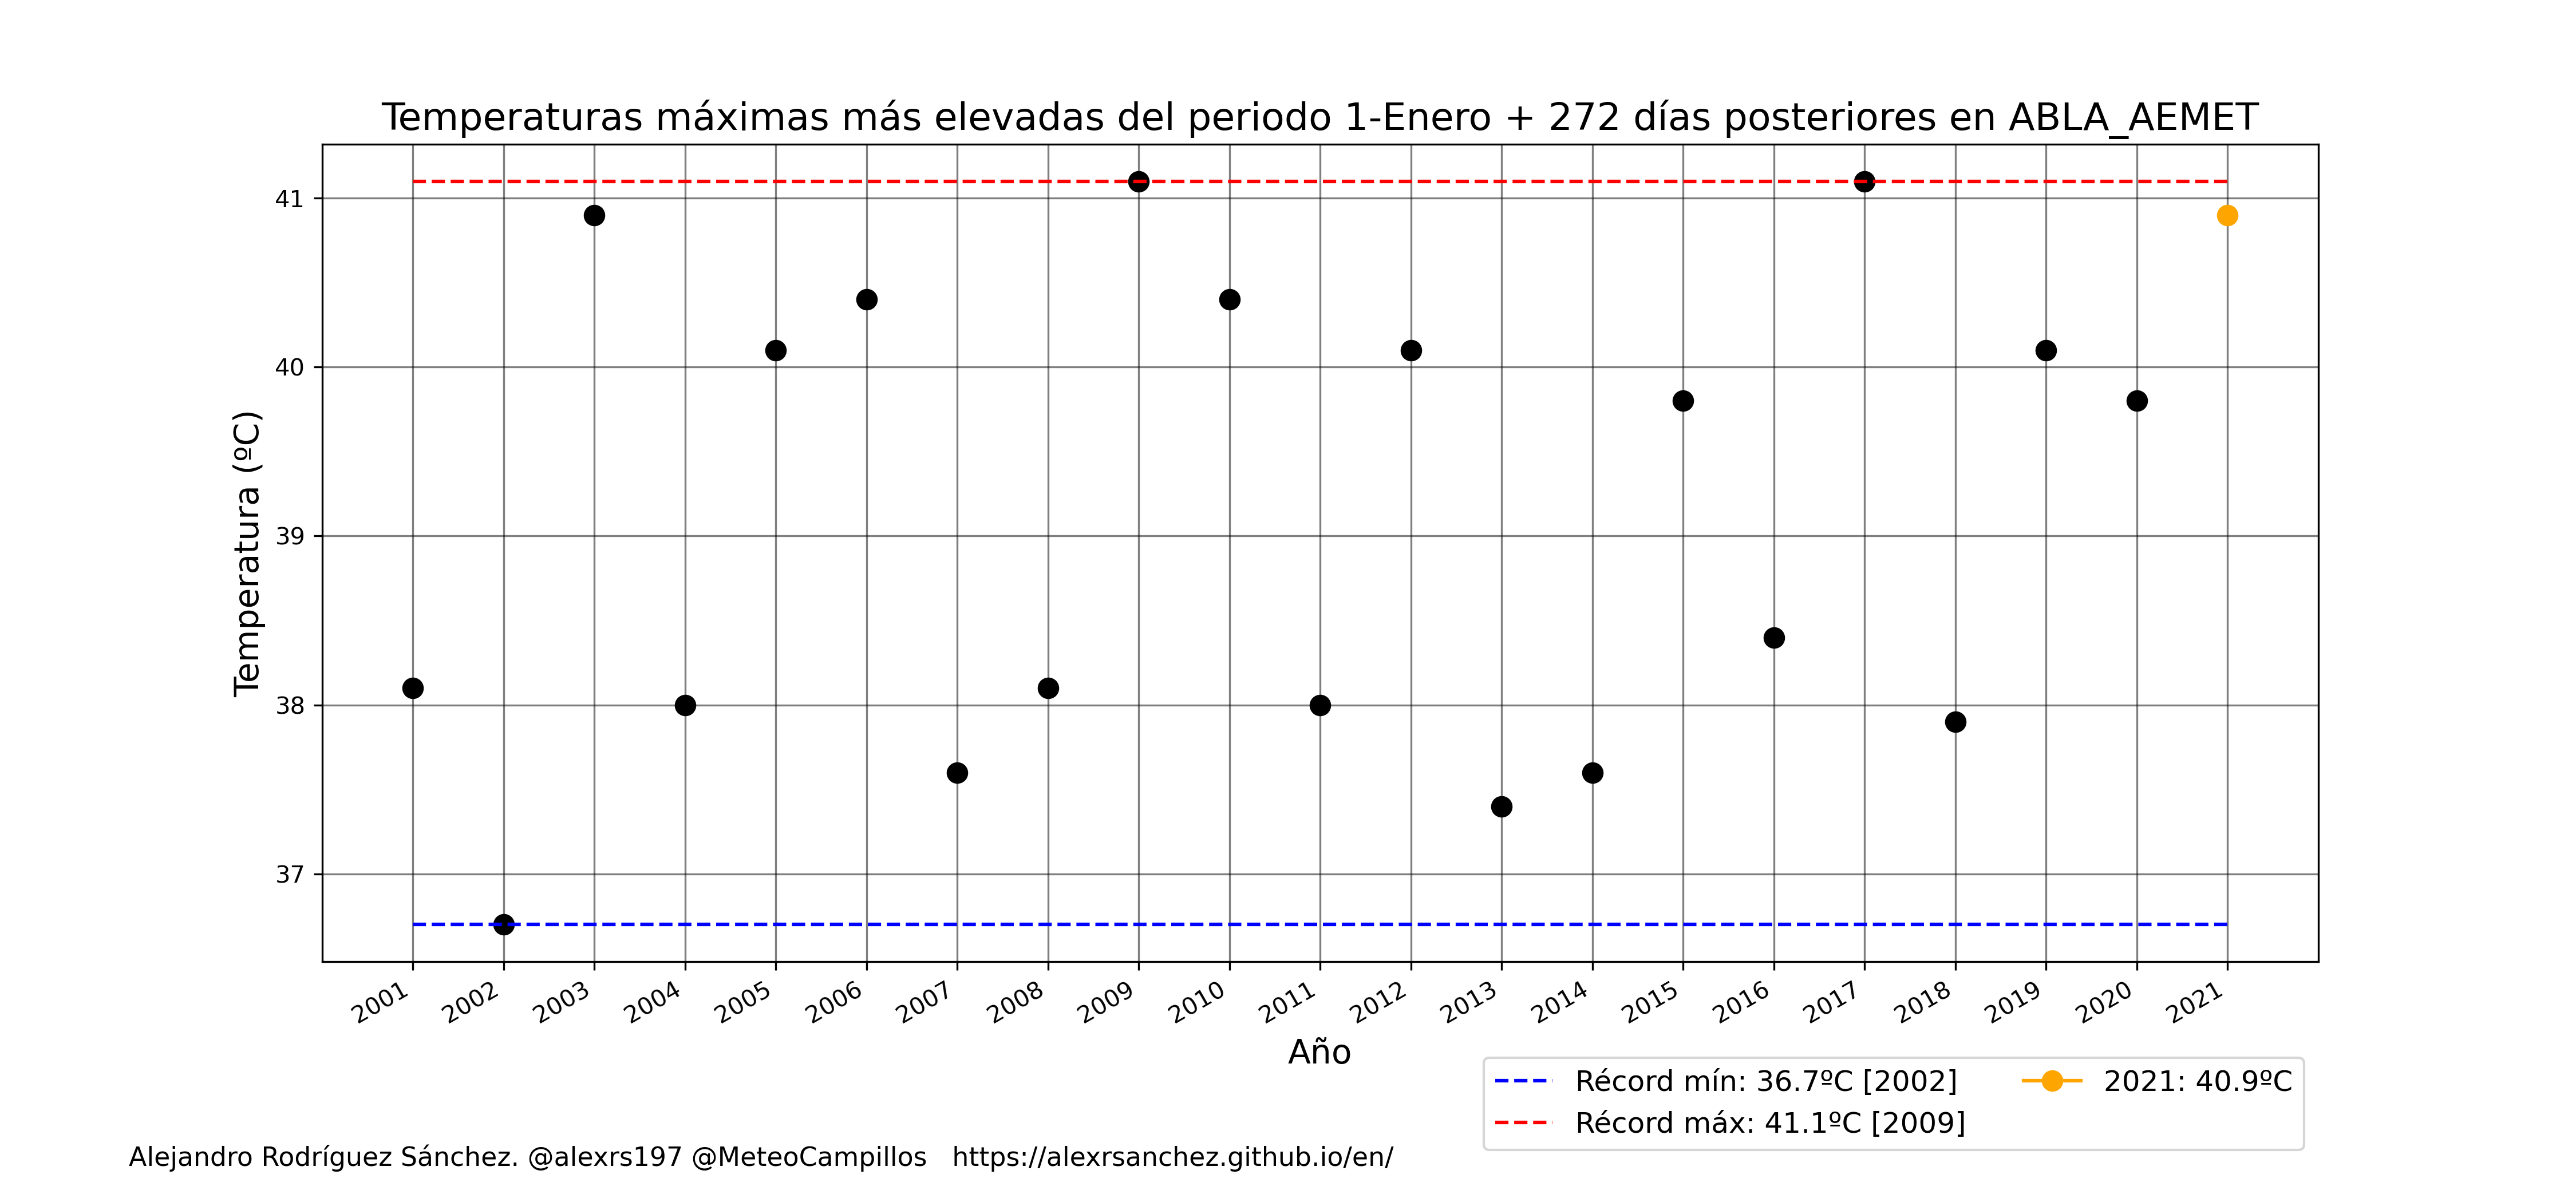 Temperaturas máximas más elevadas del periodo 1-Enero + 272 días posteriores en ABLA_AEMET
Temperatura (ºC)
41
40
39
38
37
2001 2002 2003 2004 2005 2006 2007 2008 2009 2010 2011 2012 2013 2014 2015 2016 2017 2018 2019 2020 2021
Año
Récord mín: 36.7ºC [2002]
Récord máx: 41.1ºC [2009]
2021: 40.9ºC
Alejandro Rodríguez Sánchez. @alexrs197 @MeteoCampillos https://alexrsanchez.github.io/en/